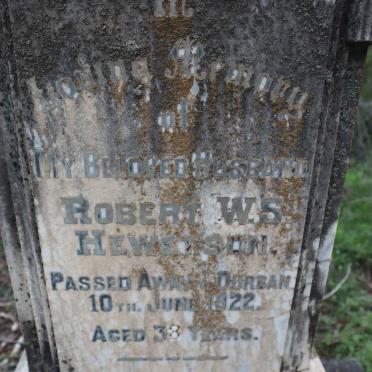 In
Loving Memory
of
My Beloved Husband
Robert W.S.
Hewetson
Passed Away Durban
10th. June 1922.
Aged 38 Years.